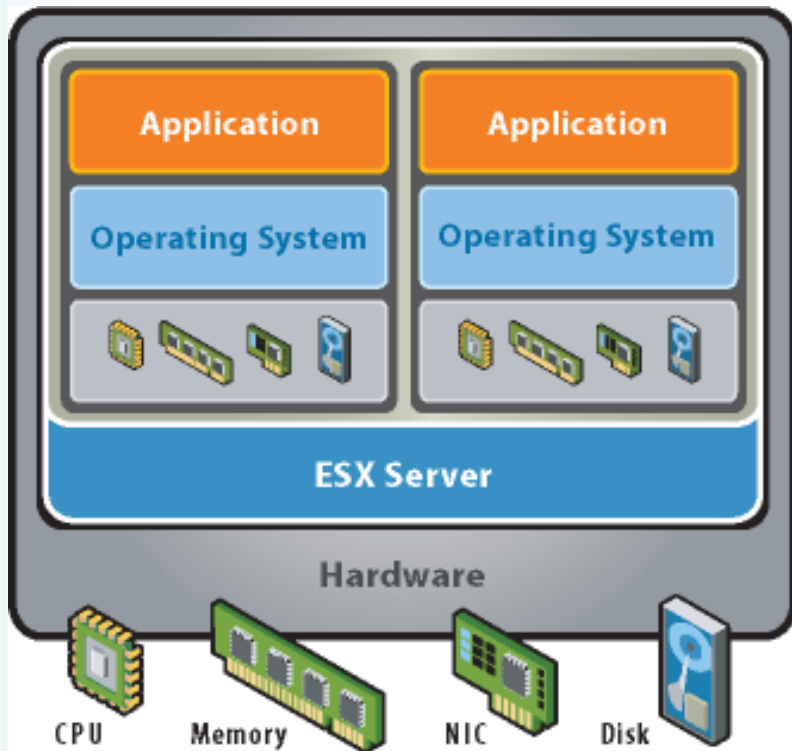 Application
Application
Operating System
Operating System
ESX Server
Hardware
CPU
Memory
NIC
Disk